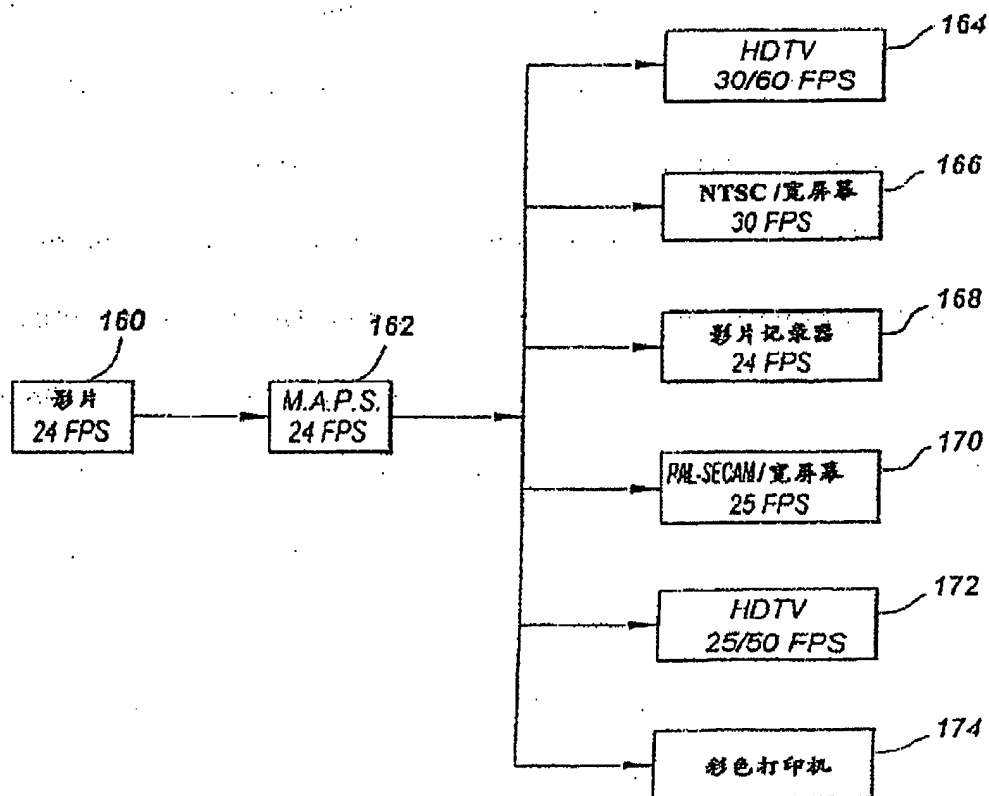 164
HDTV
30/60 FPS
166
NTSC/宽屏幕
30 FPS
168
影片记录器
24 FPS
160
影片
24 FPS
162
M.A.P.S.
24 FPS
170
PAL-SECAM/宽屏幕
25 FPS
172
HDTV
25/50 FPS
174
彩色打印机